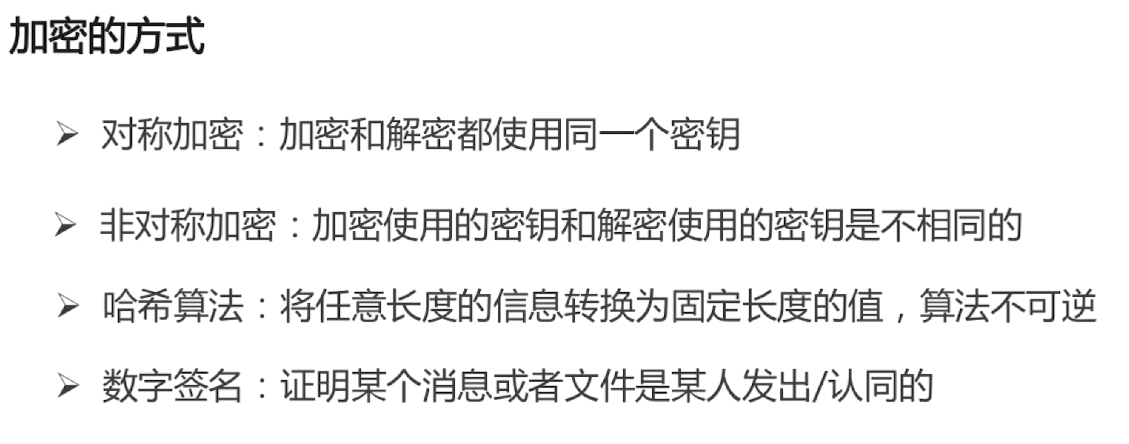 加密的方式
➢ 对称加密：加密和解密都使用同一个密钥
➢ 非对称加密：加密使用的密钥和解密使用的密钥是不相同的
➢ 哈希算法：将任意长度的信息转换为固定长度的值，算法不可逆
➢ 数字签名：证明某个消息或者文件是某人发出/认同的